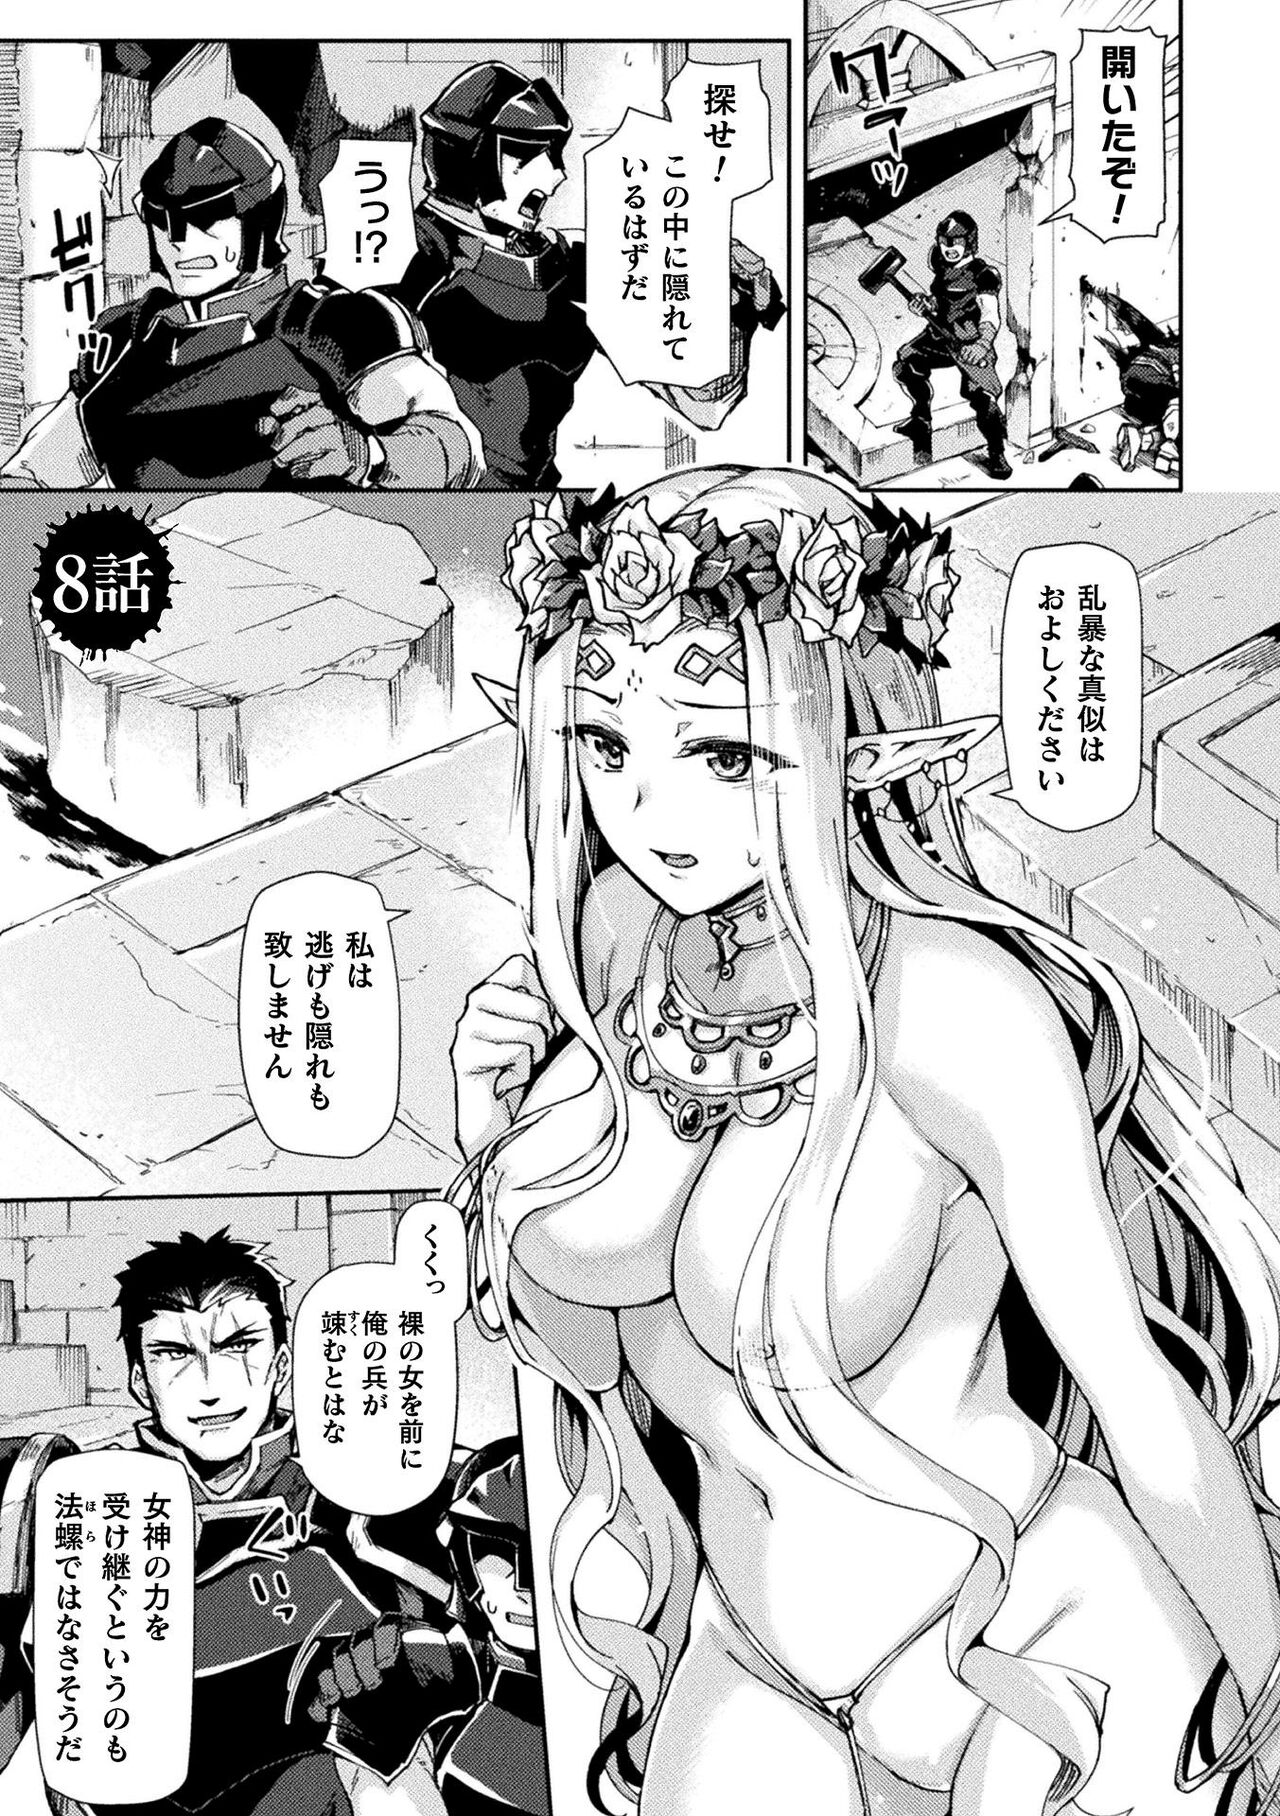 開いたぞ！
ワアーッ
探せ！
この中に隠れて
いるはずだ
うっ!?
ビクッ
8話
乱暴な真似は
およしください
私は
逃げも隠れも
致しません
くくっ
裸の女を前に
俺の兵が
竦むとはな
すく
女神の力を
受け継ぐというのも
法螺ではなさそうだ
ほら